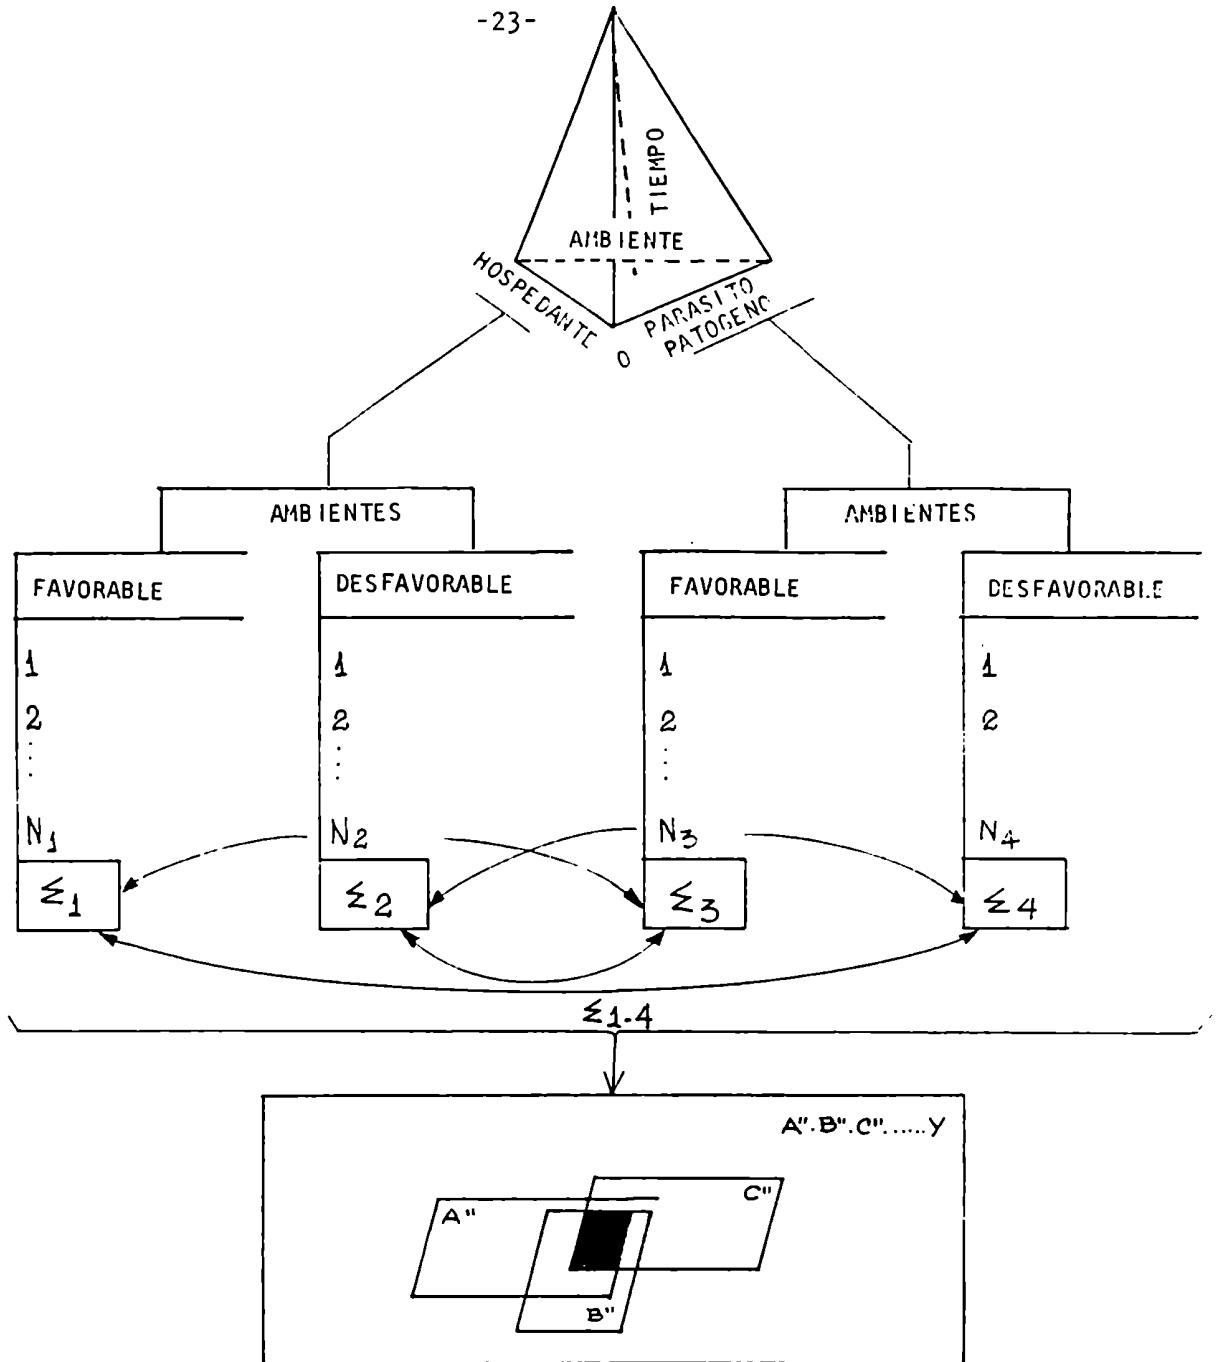 -23-
TIEMPO
AMBIENTE
HOSPEDANTE
O
PARASITO
PATOGENO
AMBIENTES AMBIENTES
FAVORABLE DESFAVORABLE FAVORABLE DESFAVORABLE
1 1 1 1
2 2 2 2
N1 N2 N3 N4
Σ1 Σ2 Σ3 Σ4
Σ1-4
A".B".C"......Y
C"
A"
B"